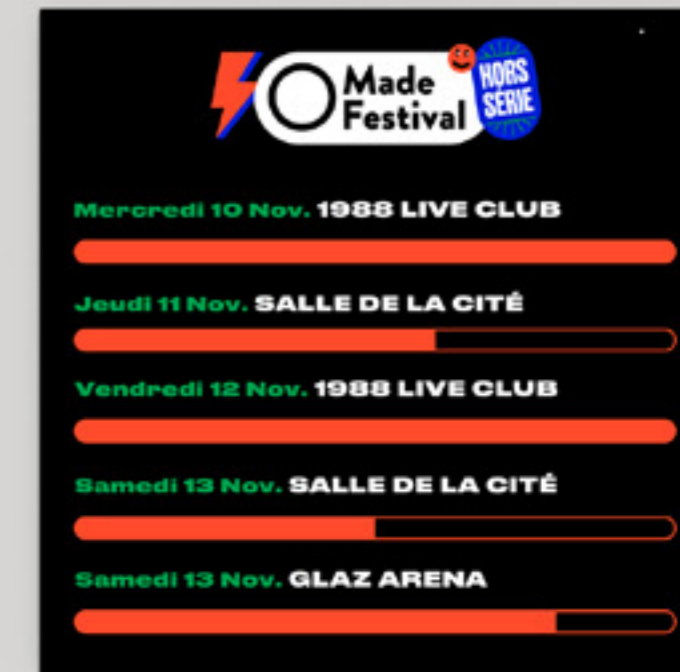 Made
Festival
HORS
SÉRIE
Mercredi 10 Nov. 1988 LIVE CLUB
Jeudi 11 Nov. SALLE DE LA CITÉ
Vendredi 12 Nov. 1988 LIVE CLUB
Samedi 13 Nov. SALLE DE LA CITÉ
Samedi 13 Nov. GLAZ ARENA